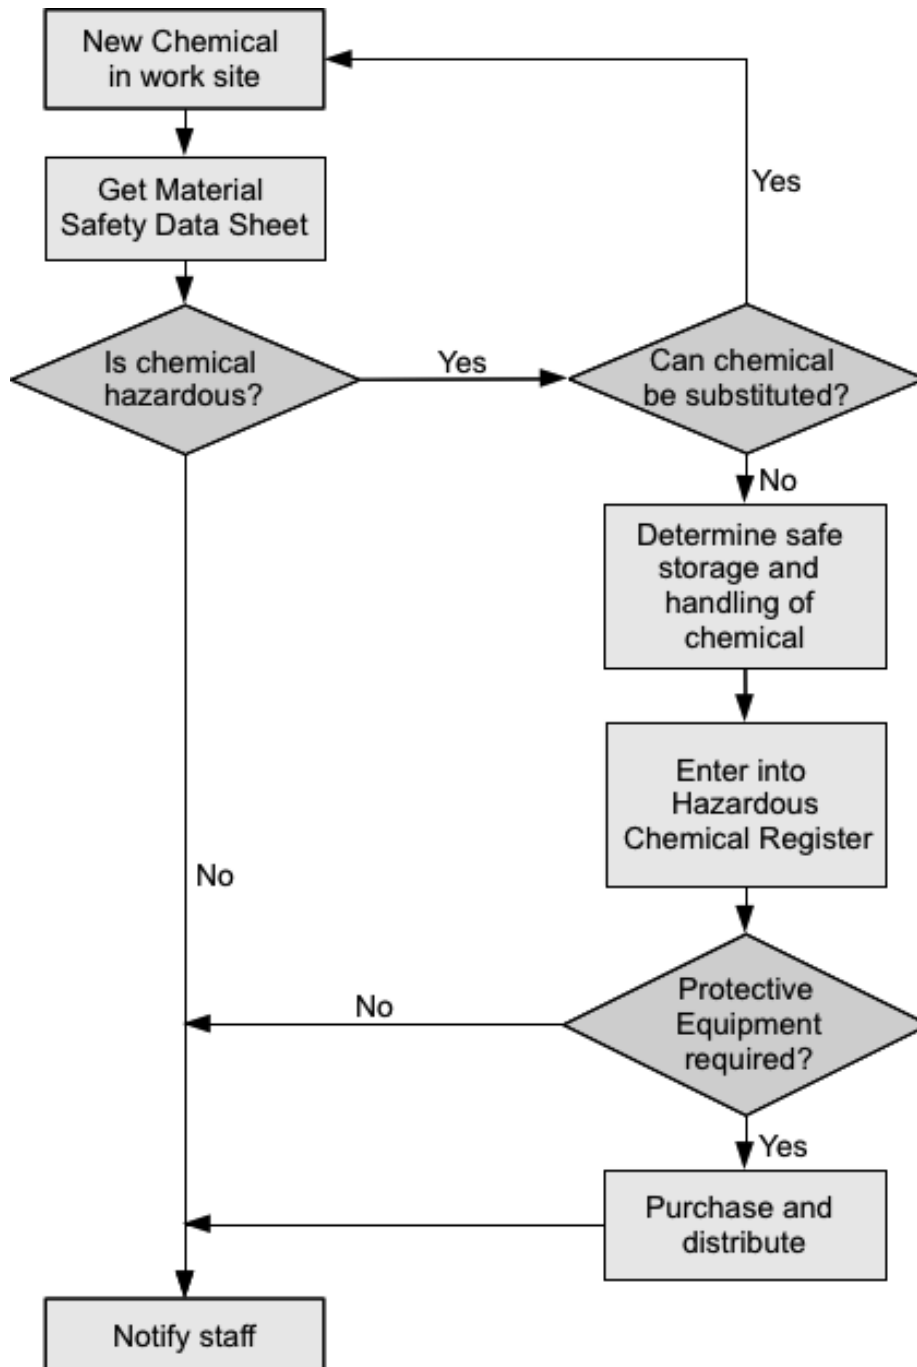 New Chemical
in work site
Yes
Get Material
Safety Data Sheet
Is chemical
hazardous?
Yes
Can chemical
be substituted?
No
Determine safe
storage and
handling of
chemical
Enter into
Hazardous
Chemical Register
No
Protective
Equipment
required?
No
Yes
Purchase and
distribute
Notify staff